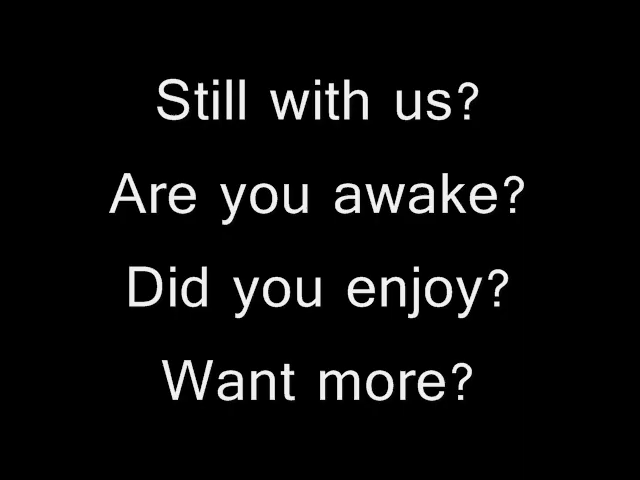 Still with us?
Are you awake?
Did you enjoy?
Want more?